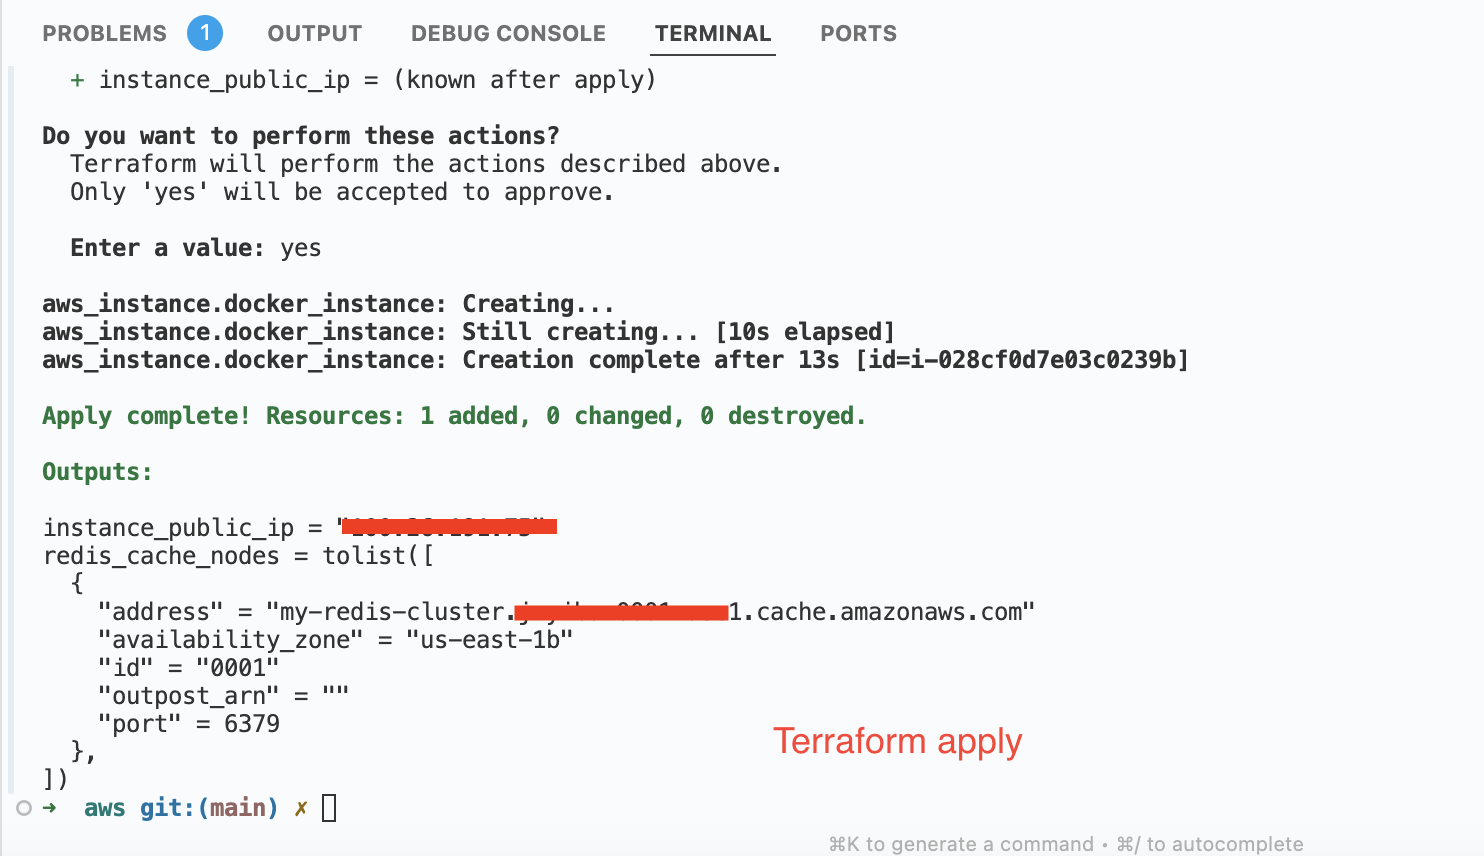 PROBLEMS 1 OUTPUT DEBUG CONSOLE TERMINAL PORTS
+ instance_public_ip = (known after apply)
Do you want to perform these actions?
Terraform will perform the actions described above.
Only 'yes' will be accepted to approve.
Enter a value: yes
aws_instance.docker_instance: Creating...
aws_instance.docker_instance: Still creating... [10s elapsed]
aws_instance.docker_instance: Creation complete after 13s [id=i-028cf0d7e03c0239b]
Apply complete! Resources: 1 added, 0 changed, 0 destroyed.
Outputs:
instance_public_ip = "
redis_cache_nodes = tolist([
{
"address" = "my-redis-cluster. 1.cache.amazonaws.com"
"availability_zone" = "us-east-1b"
"id" = "0001"
"outpost_arn" = ""
"port" = 6379
},
])
Terraform apply
➜ aws git:(main) ✗
⌘K to generate a command • ⌘/ to autocomplete